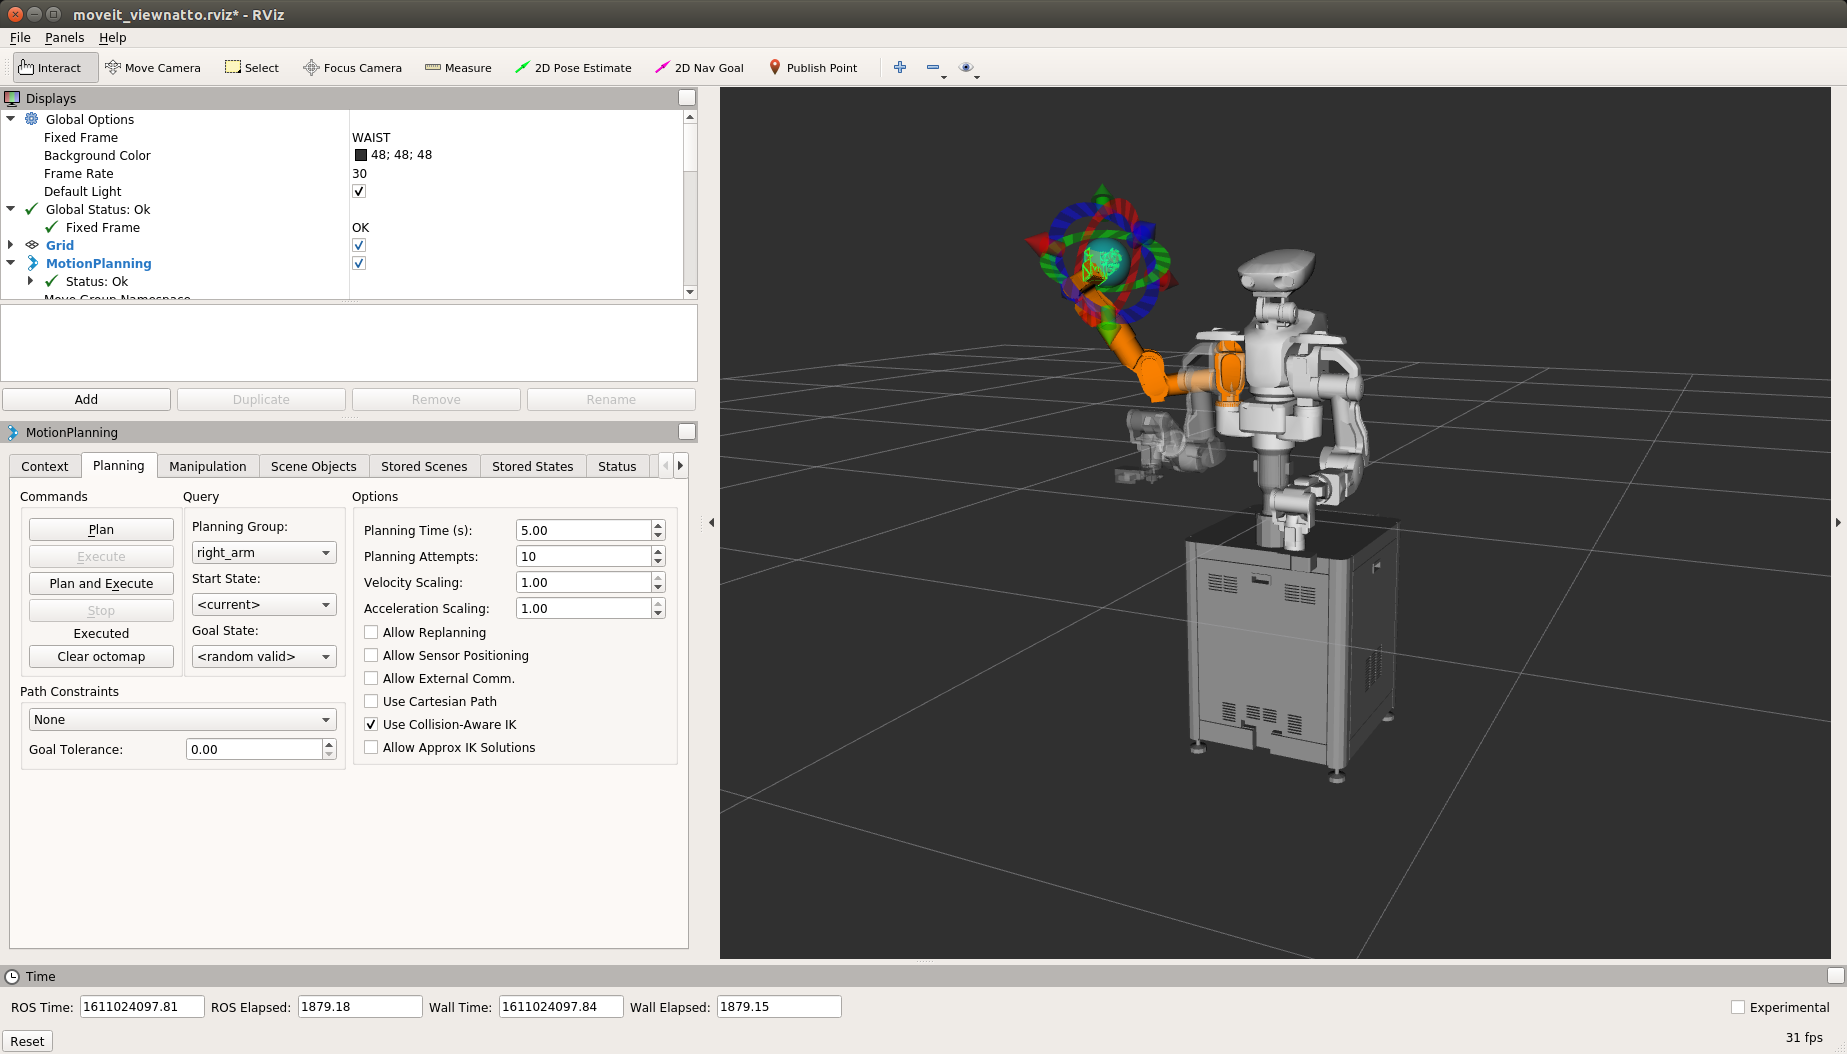 moveit_viewnatto.rviz* - RViz
File Panels Help
Interact Move Camera Select Focus Camera Measure 2D Pose Estimate 2D Nav Goal Publish Point
Displays
Global Options
Fixed Frame WAIST
Background Color 48; 48; 48
Frame Rate 30
Default Light
Global Status: Ok
Fixed Frame OK
Grid
MotionPlanning
Status: Ok
Move Group Namespace
Add Duplicate Remove Rename
MotionPlanning
Context Planning Manipulation Scene Objects Stored Scenes Stored States Status
Commands Query Options
Plan
Execute
Plan and Execute
Stop
Executed
Clear octomap
Planning Group:
right_arm
Start State:
<current>
Goal State:
<random valid>
Planning Time (s): 5.00
Planning Attempts: 10
Velocity Scaling: 1.00
Acceleration Scaling: 1.00
Allow Replanning
Allow Sensor Positioning
Allow External Comm.
Use Cartesian Path
Use Collision-Aware IK
Allow Approx IK Solutions
Path Constraints
None
Goal Tolerance: 0.00
Time
ROS Time: 1611024097.81 ROS Elapsed: 1879.18 Wall Time: 1611024097.84 Wall Elapsed: 1879.15 Experimental
Reset 31 fps